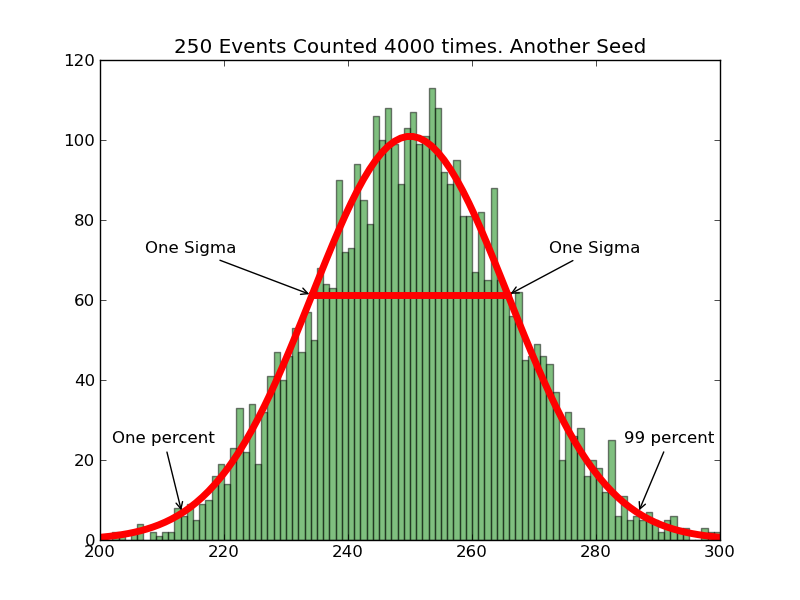 250 Events Counted 4000 times. Another Seed
120
100
80
60
40
20
0
One Sigma
One Sigma
One percent
99 percent
200 220 240 260 280 300